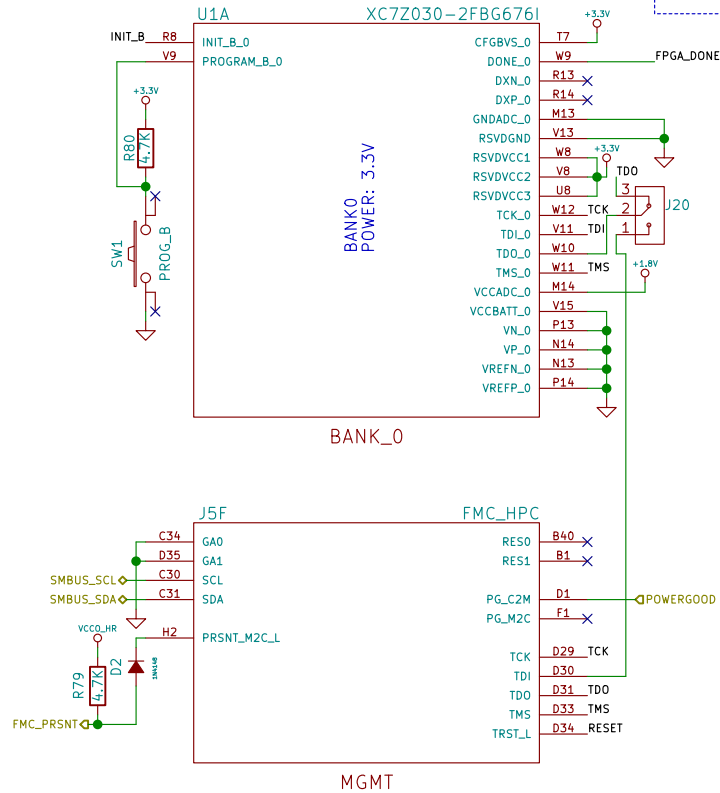 U1A
XC7Z030-2FBG676I
+3.3V
INIT_B
R8
INIT_B_0
V9
PROGRAM_B_0
CFGBVS_0
T7
DONE_0
W9
FPGA_DONE
DXN_0
R13
DXP_0
R14
GNDADC_0
M13
RSVDGND
V13
RSVDVCC1
W8
RSVDVCC2
V8
RSVDVCC3
U8
TCK_0
W12
TCK
TDI_0
V11
TDI
TDO_0
W10
TMS_0
W11
TMS
VCCADC_0
M14
VCCBATT_0
V15
VN_0
P13
VP_0
N14
VREFN_0
N13
VREFP_0
P14
+3.3V
R80
4.7K
SW1
PROG_B
BANK0
POWER: 3.3V
+3.3V
TDO
3
2
1
J20
+1.8V
BANK_0
J5F
FMC_HPC
C34
GA0
D35
GA1
SMBUS_SCL
C30
SCL
SMBUS_SDA
C31
SDA
H2
PRSNT_M2C_L
VCCO_HR
R79
4.7K
D2
1N4148
FMC_PRSNT
RES0
B40
RES1
B1
PG_C2M
D1
POWERGOOD
PG_M2C
F1
TCK
D29
TCK
TDI
D30
TDO
D31
TDO
TMS
D33
TMS
TRST_L
D34
RESET
MGMT